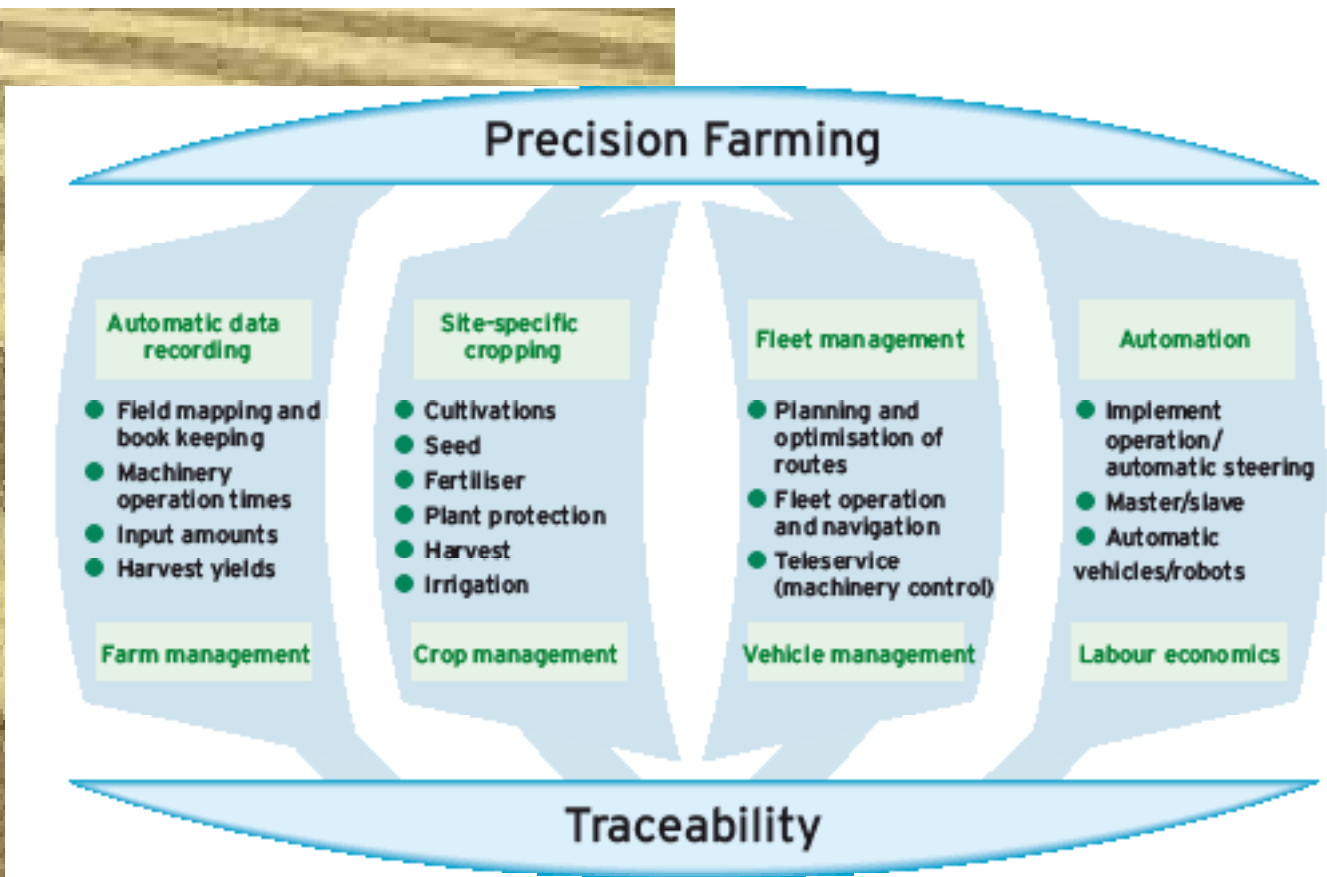 Precision Farming
Automatic data
recording
Field mapping and
book keeping
Machinery
operation times
Input amounts
Harvest yields
Farm management
Site-specific
cropping
Cultivations
Seed
Fertiliser
Plant protection
Harvest
Irrigation
Crop management
Fleet management
Planning and
optimisation of
routes
Fleet operation
and navigation
Teleservice
(machinery control)
Vehicle management
Automation
Implement
operation/
automatic steering
Master/slave
Automatic
vehicles/robots
Labour economics
Traceability